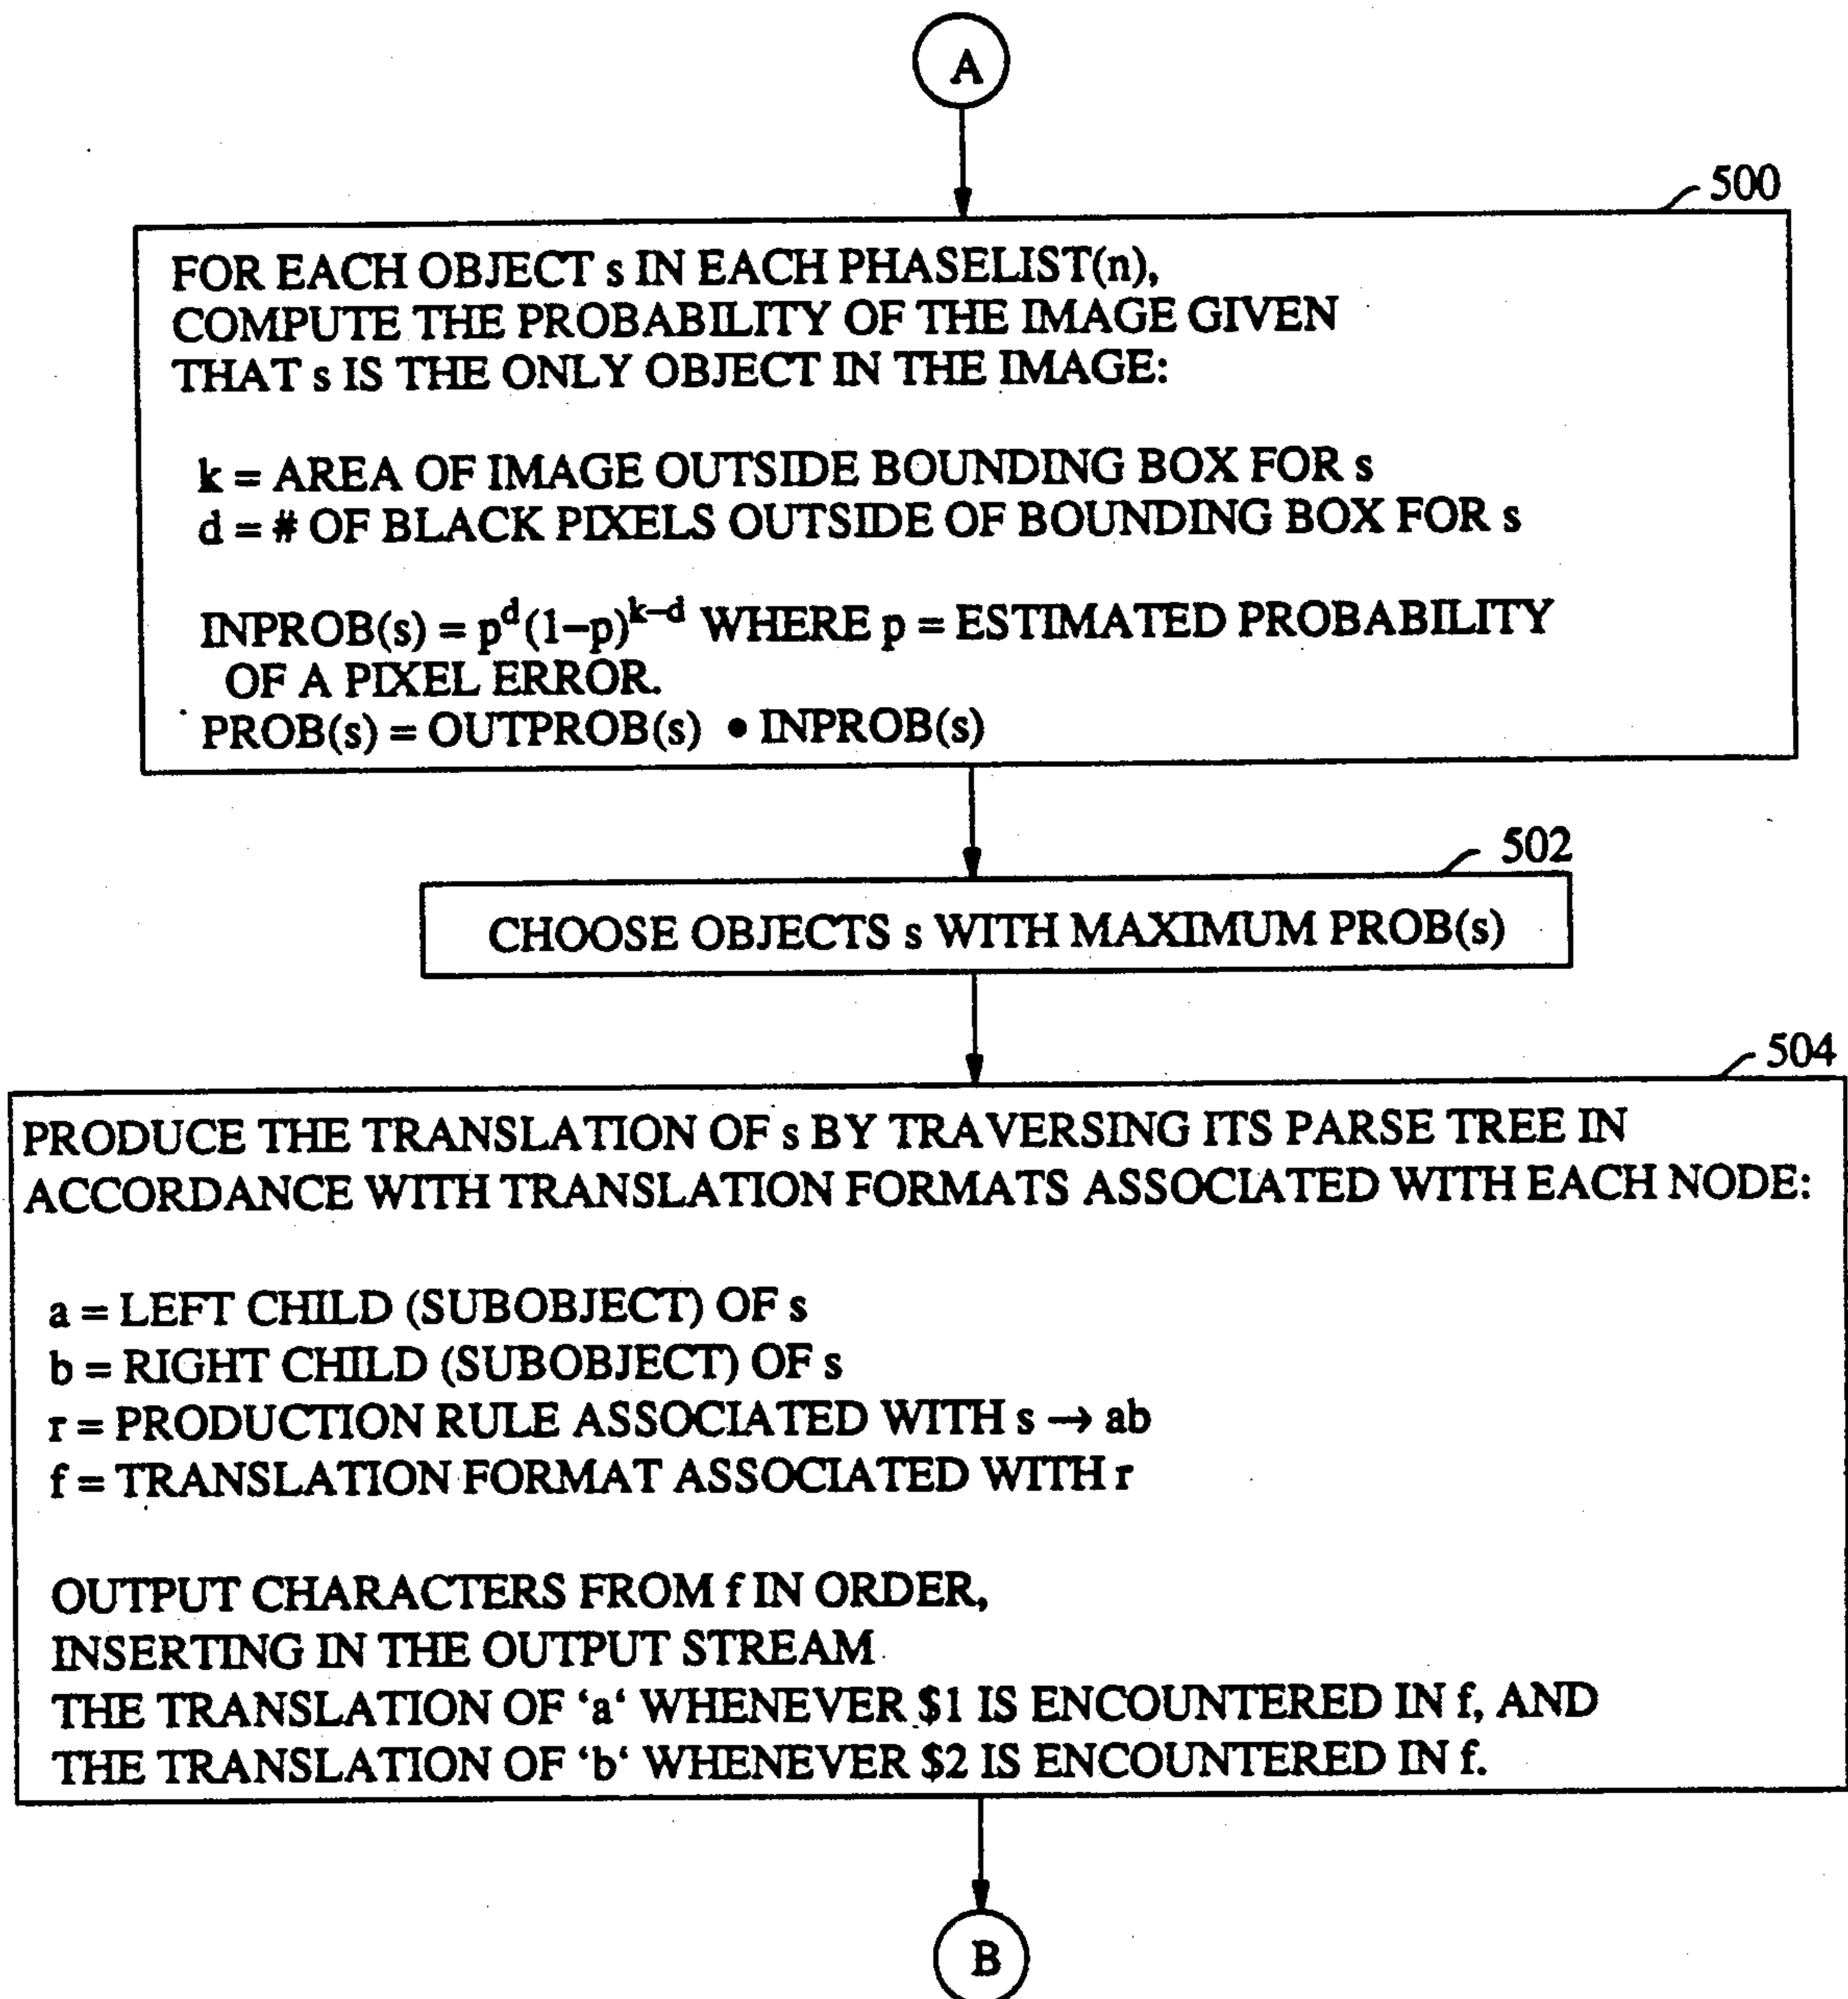 A
500
FOR EACH OBJECT s IN EACH PHASELIST(n),
COMPUTE THE PROBABILITY OF THE IMAGE GIVEN
THAT s IS THE ONLY OBJECT IN THE IMAGE:
k = AREA OF IMAGE OUTSIDE BOUNDING BOX FOR s
d = # OF BLACK PIXELS OUTSIDE OF BOUNDING BOX FOR s
INPROB(s) = p^d(1–p)^k–d WHERE p = ESTIMATED PROBABILITY
OF A PIXEL ERROR.
PROB(s) = OUTPROB(s) • INPROB(s)
502
CHOOSE OBJECTS s WITH MAXIMUM PROB(s)
504
PRODUCE THE TRANSLATION OF s BY TRAVERSING ITS PARSE TREE IN
ACCORDANCE WITH TRANSLATION FORMATS ASSOCIATED WITH EACH NODE:
a = LEFT CHILD (SUBOBJECT) OF s
b = RIGHT CHILD (SUBOBJECT) OF s
r = PRODUCTION RULE ASSOCIATED WITH s → ab
f = TRANSLATION FORMAT ASSOCIATED WITH r
OUTPUT CHARACTERS FROM f IN ORDER,
INSERTING IN THE OUTPUT STREAM
THE TRANSLATION OF ‘a‘ WHENEVER $1 IS ENCOUNTERED IN f, AND
THE TRANSLATION OF ‘b‘ WHENEVER $2 IS ENCOUNTERED IN f.
B